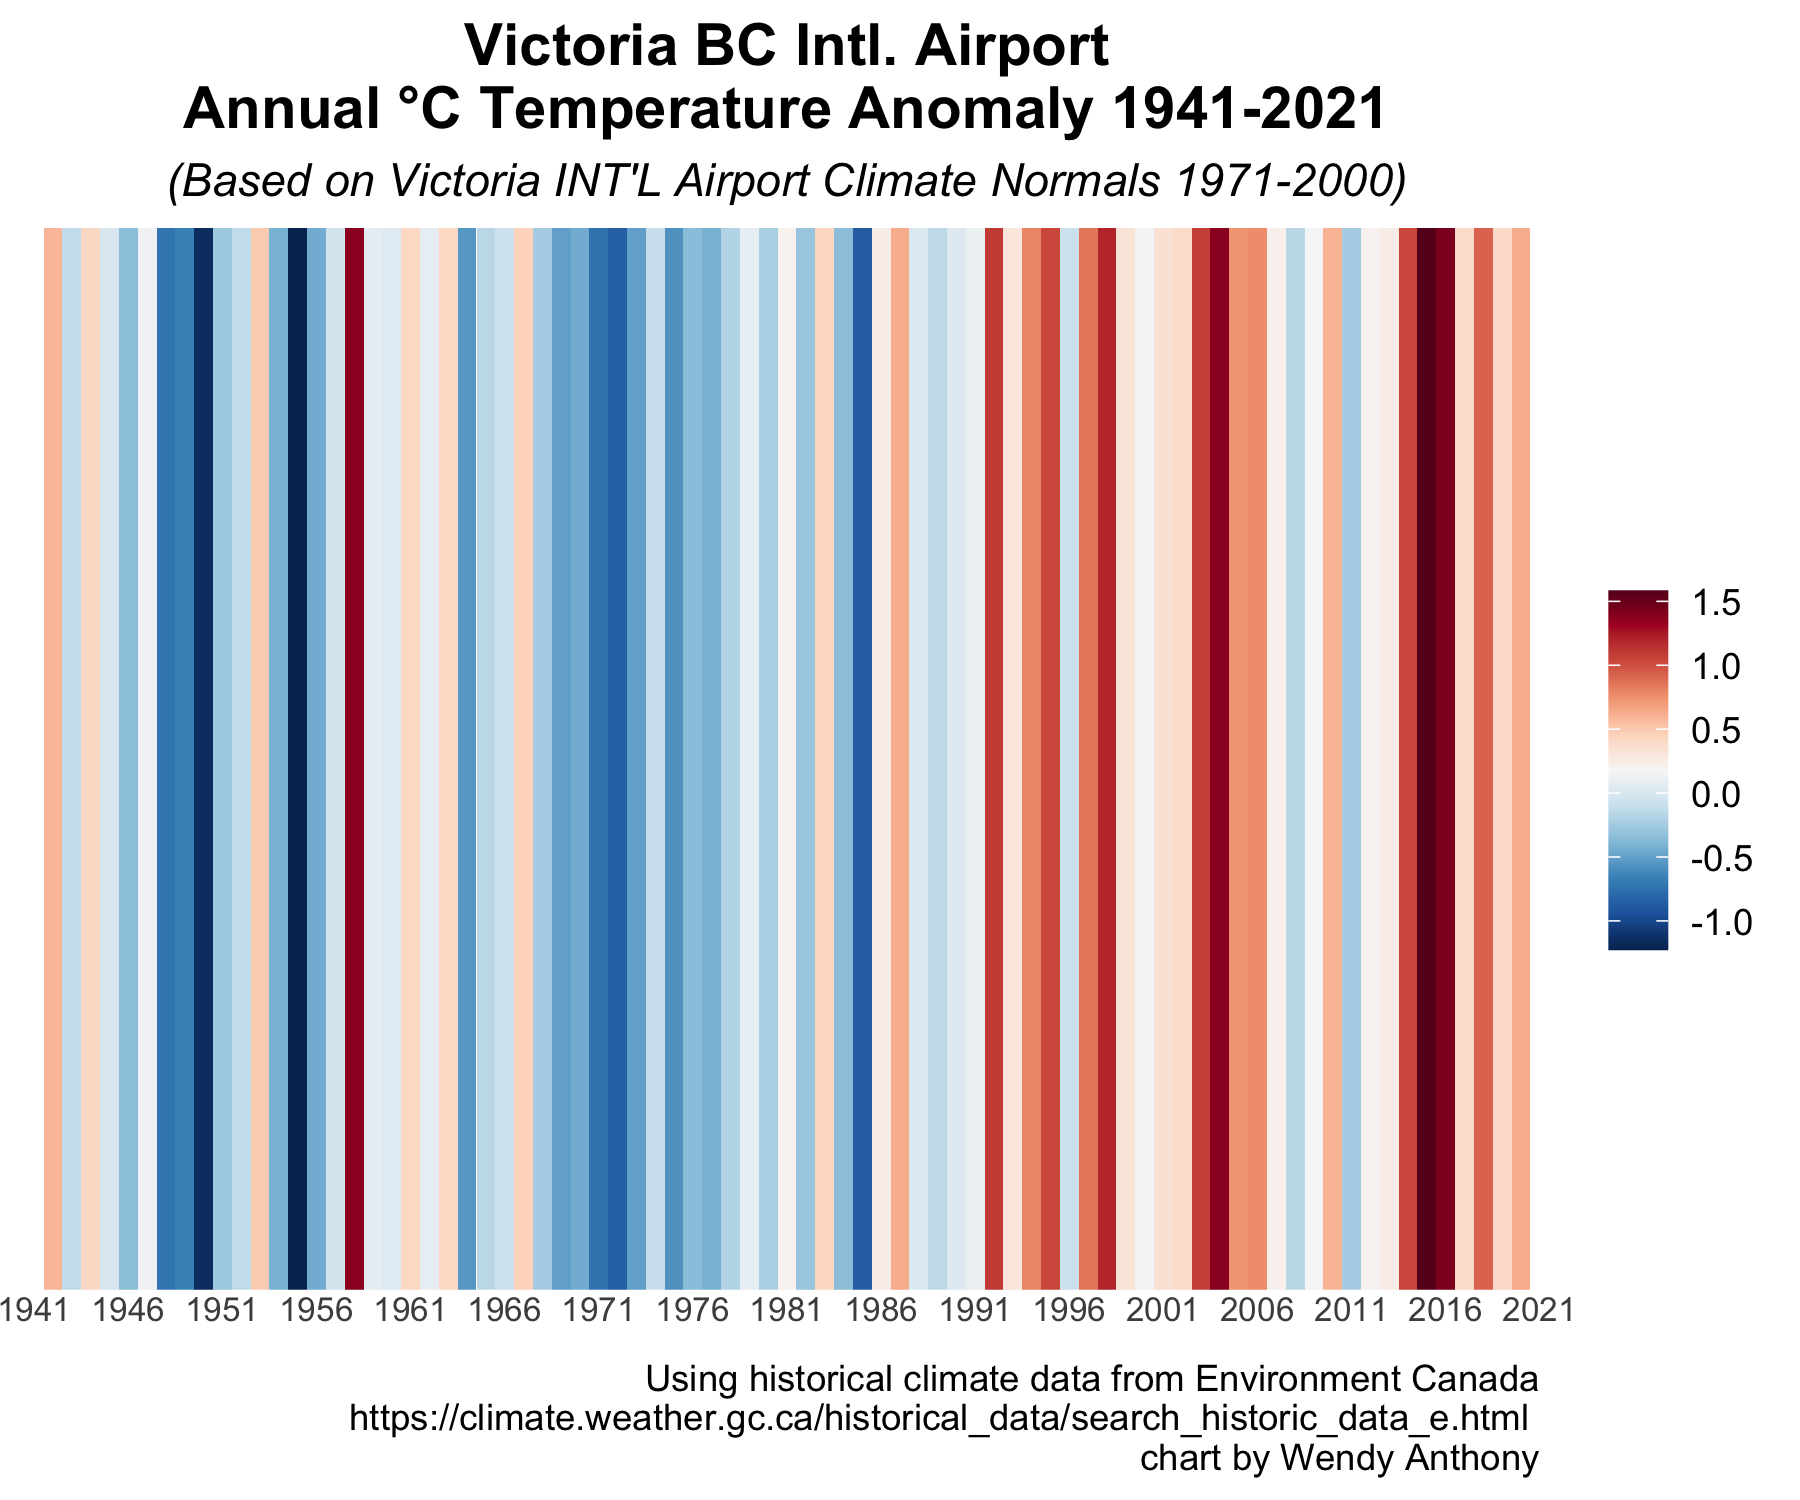 Victoria BC Intl. Airport
Annual °C Temperature Anomaly 1941-2021
(Based on Victoria INT'L Airport Climate Normals 1971-2000)
1.5
1.0
0.5
0.0
-0.5
-1.0
1941 1946 1951 1956 1961 1966 1971 1976 1981 1986 1991 1996 2001 2006 2011 2016 2021
Using historical climate data from Environment Canada
https://climate.weather.gc.ca/historical_data/search_historic_data_e.html
chart by Wendy Anthony